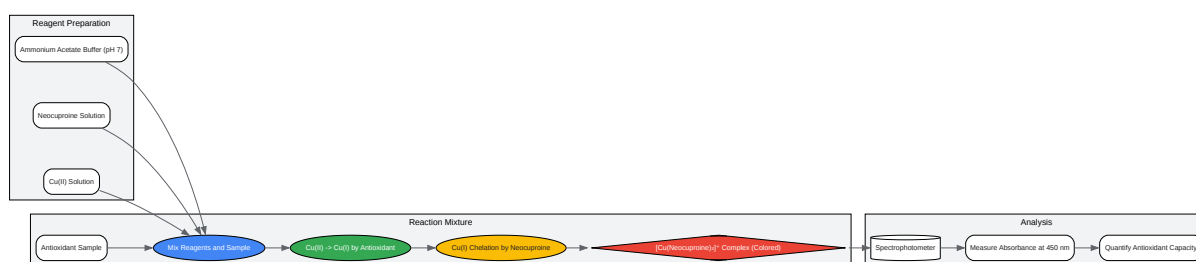 Reagent Preparation
Ammonium Acetate Buffer (pH 7)
Neocuproine Solution
Cu(II) Solution
Reaction Mixture
Antioxidant Sample
Mix Reagents and Sample
Cu(II) -> Cu(I) by Antioxidant
Cu(I) Chelation by Neocuproine
[Cu(Neocuproine)₂]⁺ Complex (Colored)
Analysis
Spectrophotometer
Measure Absorbance at 450 nm
Quantify Antioxidant Capacity